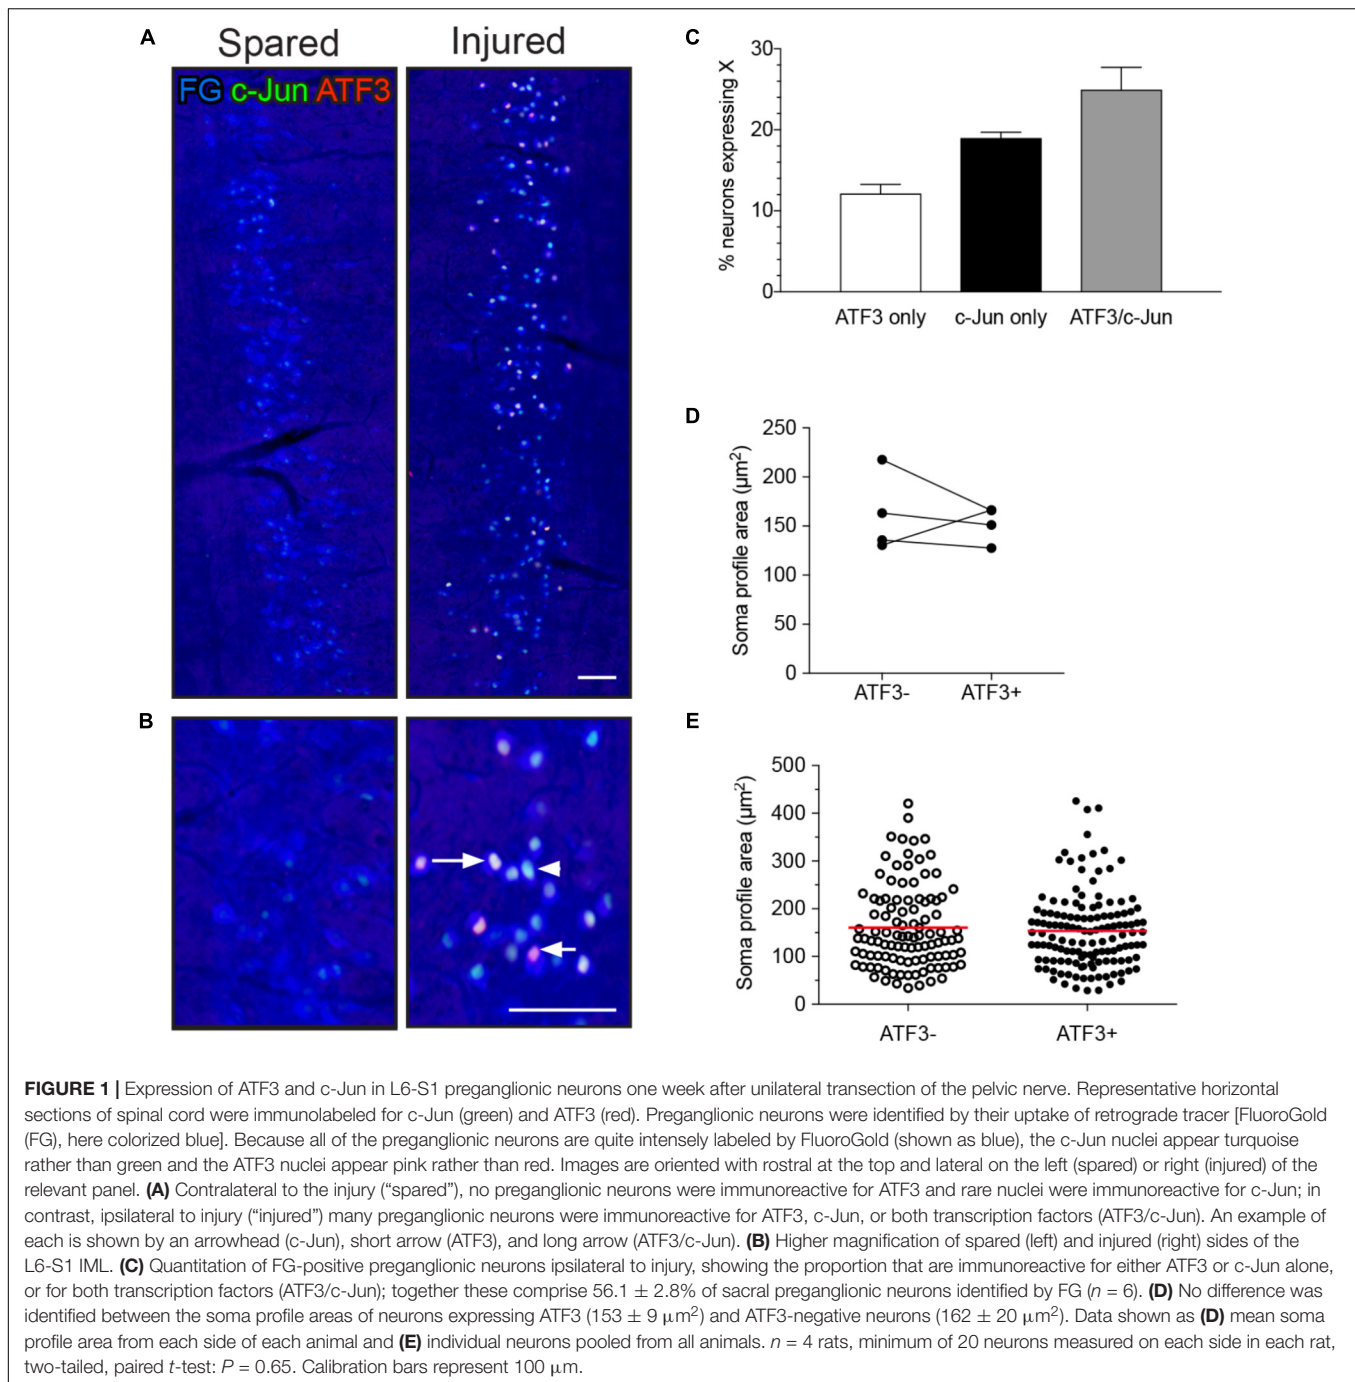 A
Spared
Injured
FG c-Jun ATF3
B
C
% neurons expressing X
30
20
10
0
ATF3 only
c-Jun only
ATF3/c-Jun
D
Soma profile area (µm²)
250
200
150
100
50
0
ATF3-
ATF3+
E
Soma profile area (µm²)
500
400
300
200
100
0
ATF3-
ATF3+
FIGURE 1 | Expression of ATF3 and c-Jun in L6-S1 preganglionic neurons one week after unilateral transection of the pelvic nerve. Representative horizontal
sections of spinal cord were immunolabeled for c-Jun (green) and ATF3 (red). Preganglionic neurons were identified by their uptake of retrograde tracer [FluoroGold
(FG), here colorized blue]. Because all of the preganglionic neurons are quite intensely labeled by FluoroGold (shown as blue), the c-Jun nuclei appear turquoise
rather than green and the ATF3 nuclei appear pink rather than red. Images are oriented with rostral at the top and lateral on the left (spared) or right (injured) of the
relevant panel. (A) Contralateral to the injury (“spared”), no preganglionic neurons were immunoreactive for ATF3 and rare nuclei were immunoreactive for c-Jun; in
contrast, ipsilateral to injury (“injured”) many preganglionic neurons were immunoreactive for ATF3, c-Jun, or both transcription factors (ATF3/c-Jun). An example of
each is shown by an arrowhead (c-Jun), short arrow (ATF3), and long arrow (ATF3/c-Jun). (B) Higher magnification of spared (left) and injured (right) sides of the
L6-S1 IML. (C) Quantitation of FG-positive preganglionic neurons ipsilateral to injury, showing the proportion that are immunoreactive for either ATF3 or c-Jun alone,
or for both transcription factors (ATF3/c-Jun); together these comprise 56.1 ± 2.8% of sacral preganglionic neurons identified by FG (n = 6). (D) No difference was
identified between the soma profile areas of neurons expressing ATF3 (153 ± 9 µm²) and ATF3-negative neurons (162 ± 20 µm²). Data shown as (D) mean soma
profile area from each side of each animal and (E) individual neurons pooled from all animals. n = 4 rats, minimum of 20 neurons measured on each side in each rat,
two-tailed, paired t-test: P = 0.65. Calibration bars represent 100 µm.